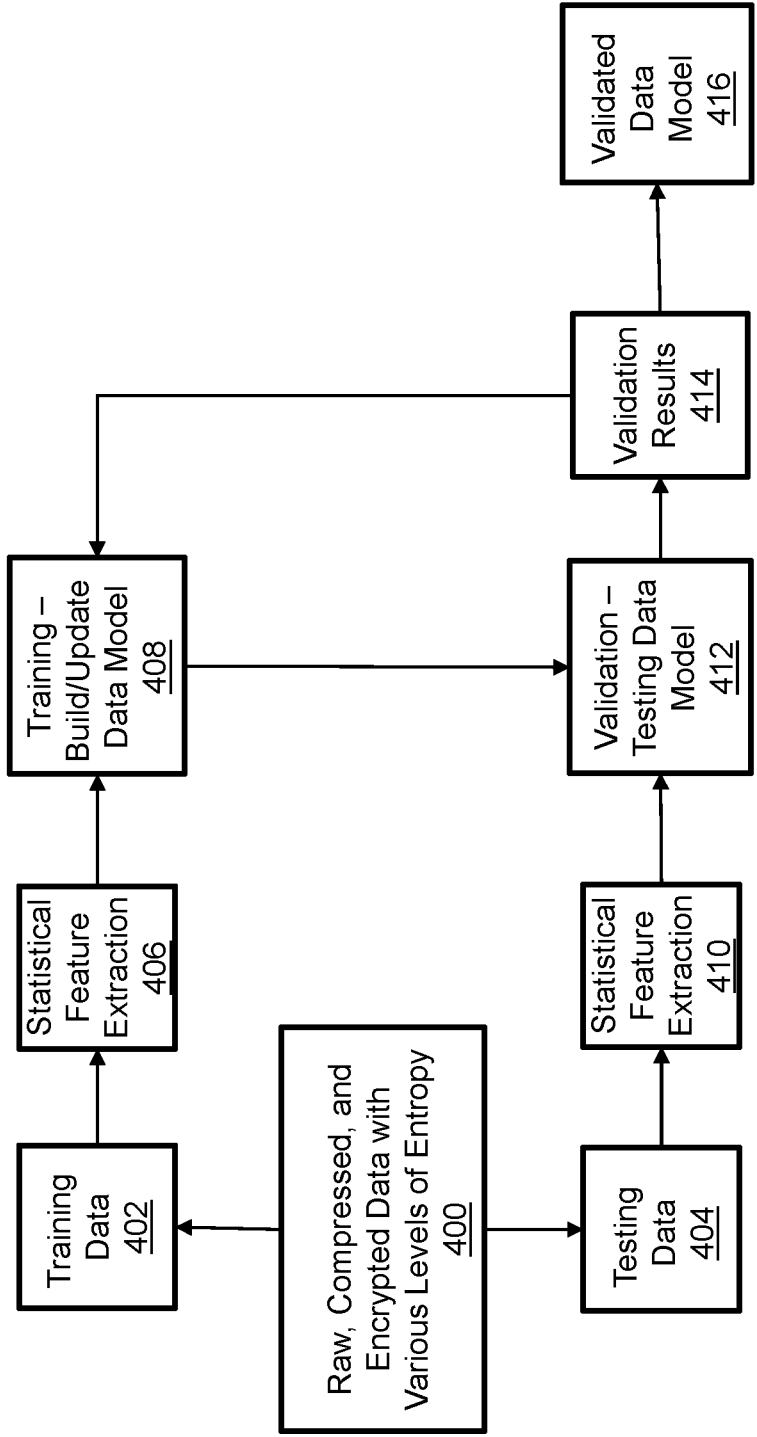 Training
Data
402
Statistical
Feature
Extraction
406
Training –
Build/Update
Data Model
408
Raw, Compressed, and
Encrypted Data with
Various Levels of Entropy
400
Testing
Data
404
Statistical
Feature
Extraction
410
Validation –
Testing Data
Model
412
Validation
Results
414
Validated
Data
Model
416